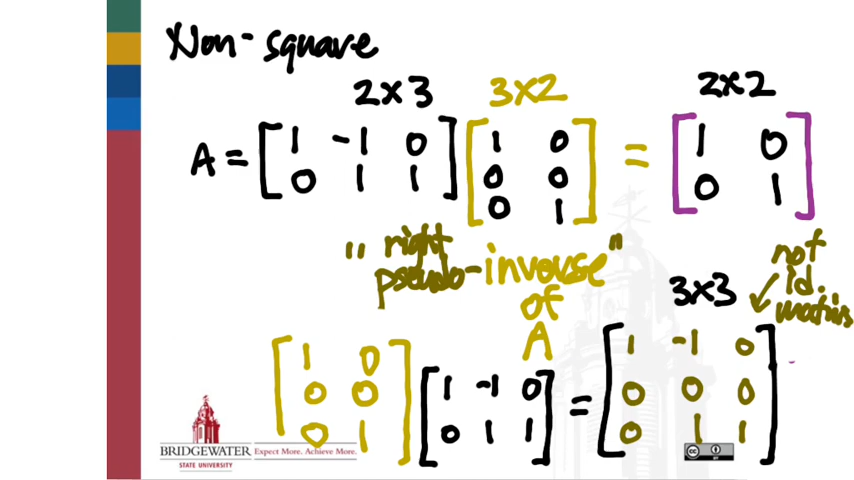 Non-square
2x3 3x2 2x2
A = [ 1 -1 0 ] [ 1 0 ] = [ 1 0 ]
[ 0 1 1 ] [ 0 0 ] [ 0 1 ]
[ 0 1 ]
" right
pseudo-inverse "
of
A
not
id.
matrix
3x3
[ 1 0 ] [ 1 -1 0 ] = [ 1 -1 0 ]
[ 0 0 ] [ 0 1 1 ] [ 0 0 0 ]
[ 0 1 ] [ 0 1 1 ]
BRIDGEWATER
STATE UNIVERSITY
Expect More. Achieve More.
cc BY